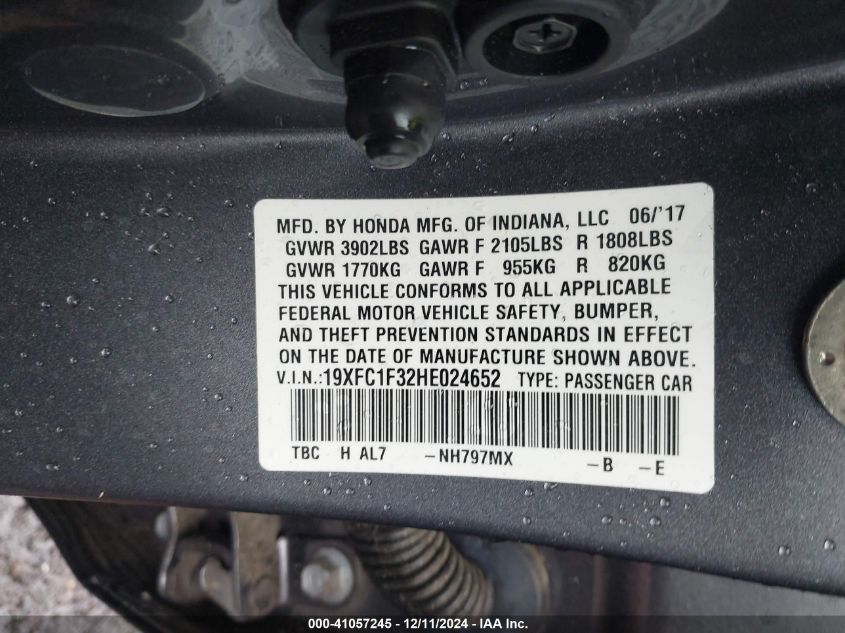 MFD. BY HONDA MFG. OF INDIANA, LLC 06/'17
GVWR 3902LBS GAWR F 2105LBS R 1808LBS
GVWR 1770KG GAWR F 955KG R 820KG
THIS VEHICLE CONFORMS TO ALL APPLICABLE
FEDERAL MOTOR VEHICLE SAFETY, BUMPER,
AND THEFT PREVENTION STANDARDS IN EFFECT
ON THE DATE OF MANUFACTURE SHOWN ABOVE.
V.I.N.:19XFC1F32HE024652 TYPE: PASSENGER CAR
TBC H AL7 -NH797MX -B -E
000-41057245 - 12/11/2024 - IAA Inc.